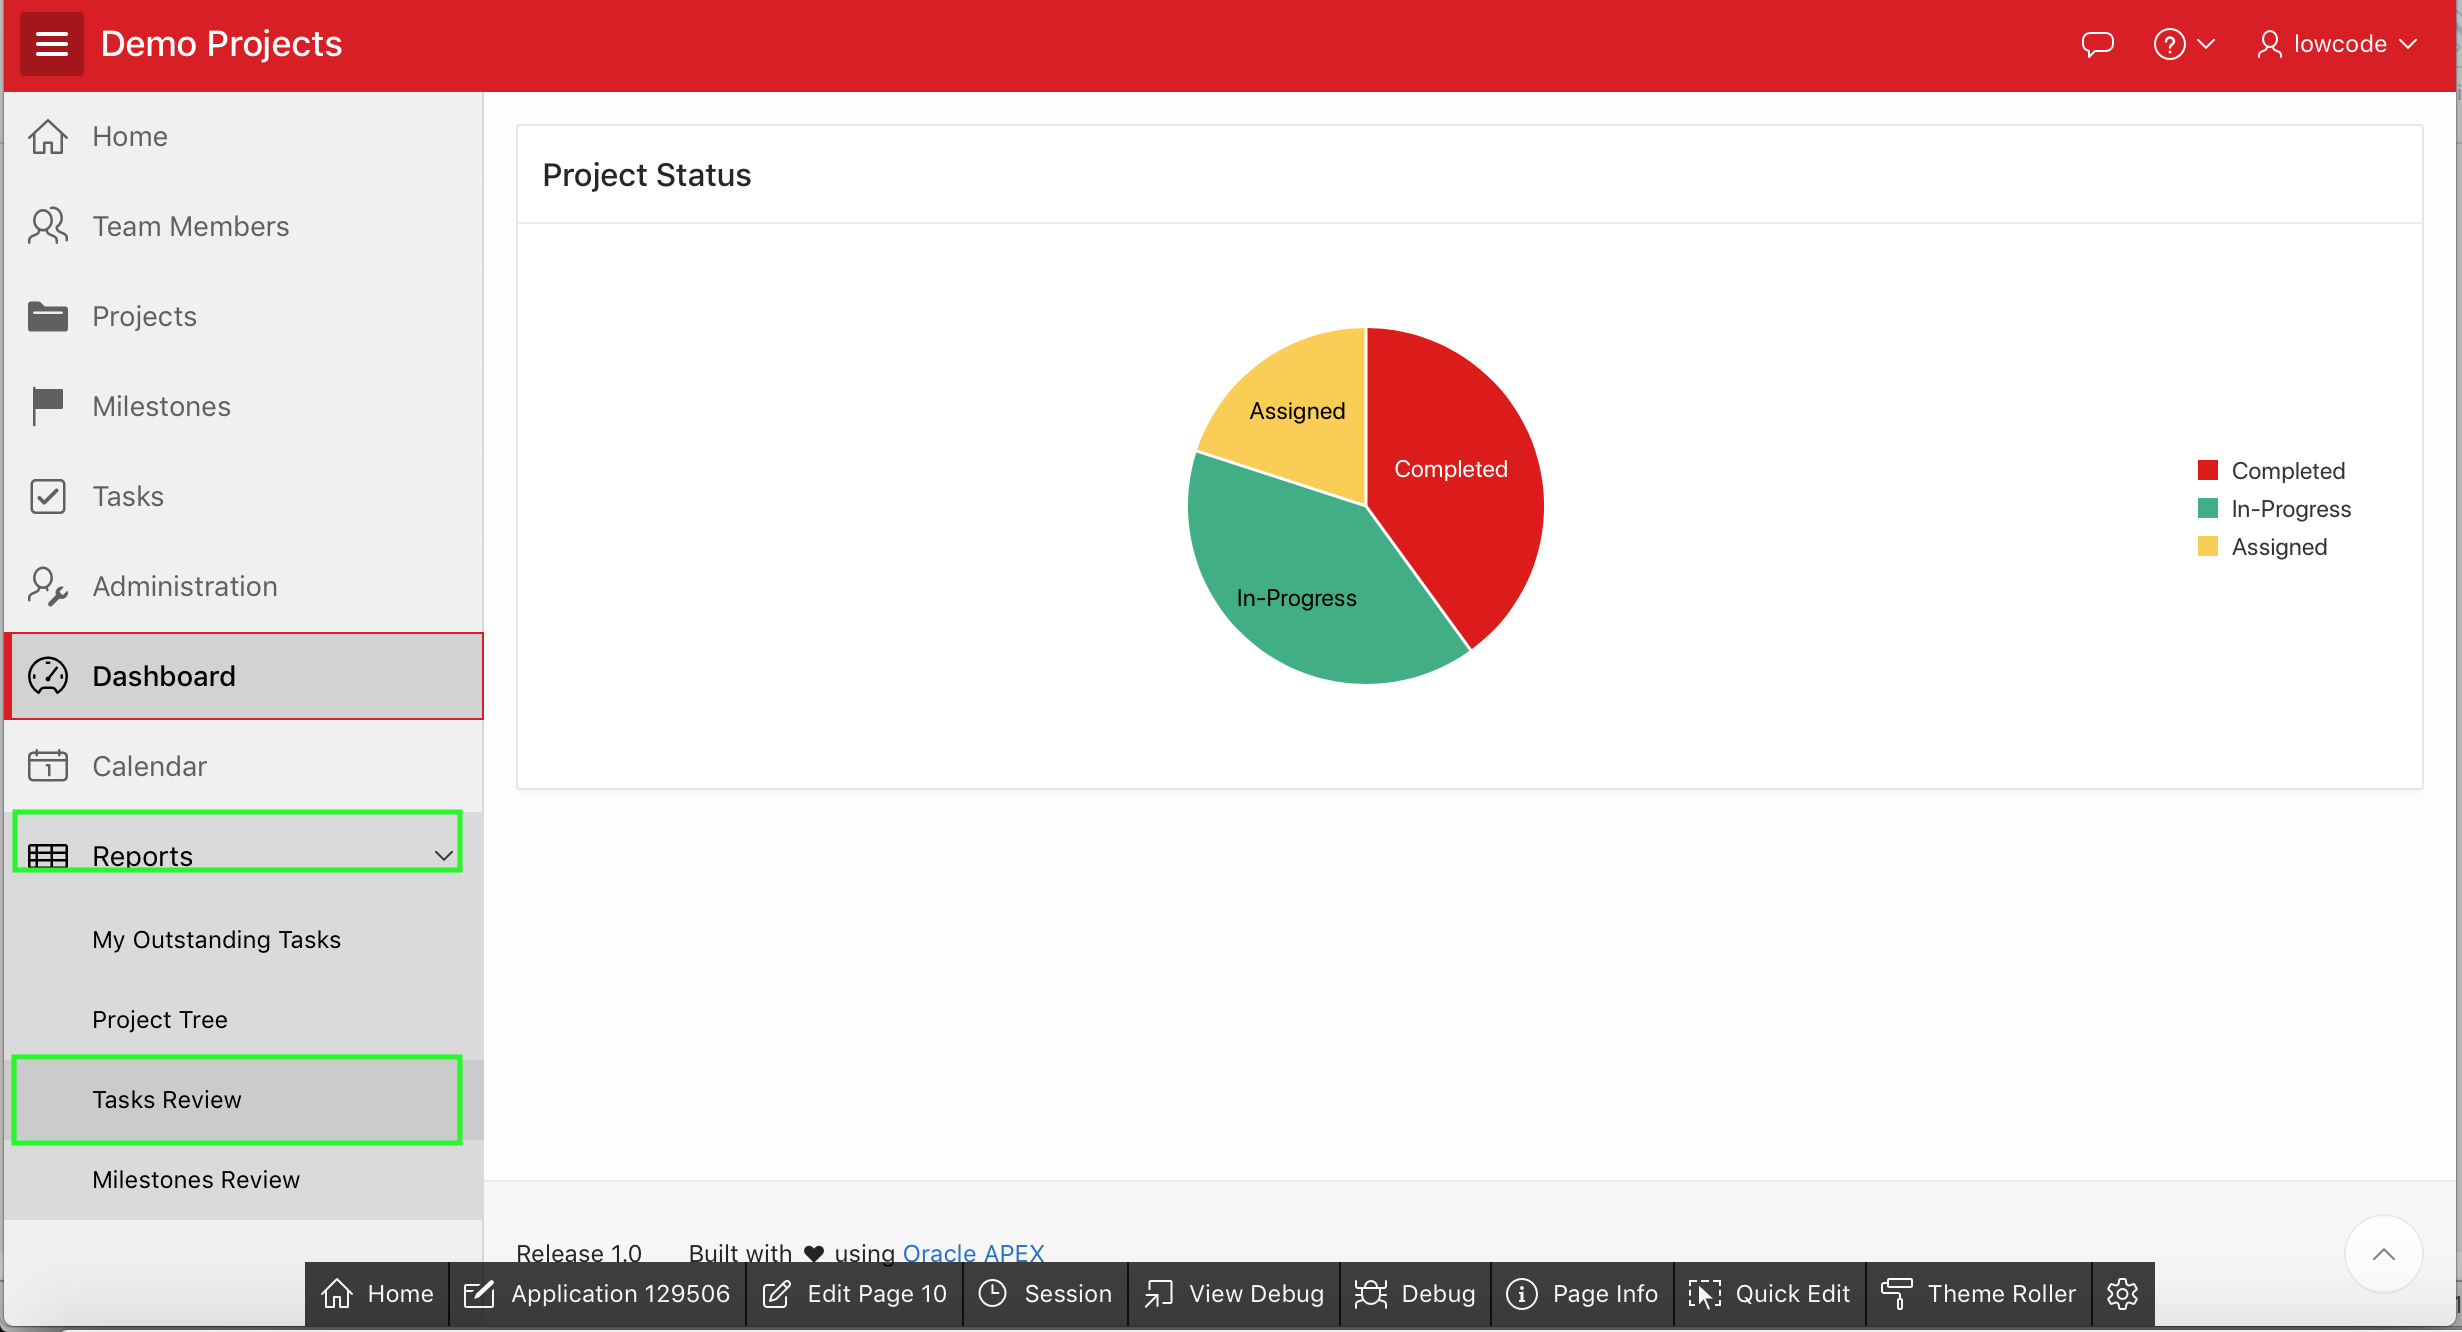 Demo Projects
lowcode
Home
Team Members
Projects
Milestones
Tasks
Administration
Dashboard
1
Calendar
Reports
My Outstanding Tasks
Project Tree
Tasks Review
Milestones Review
Project Status
Assigned
Completed
In-Progress
Completed
In-Progress
Assigned
Release 1.0 Built with ♥ using Oracle APEX
Home Application 129506 Edit Page 10 Session View Debug Debug Page Info Quick Edit Theme Roller